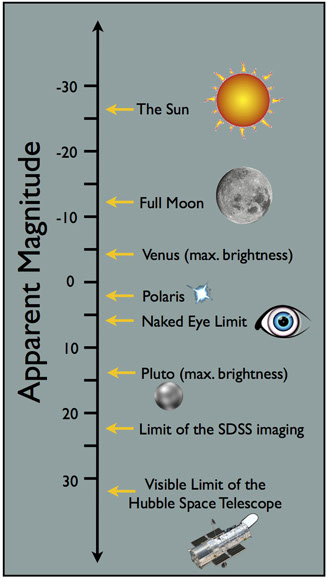 Apparent Magnitude
-30
The Sun
-20
Full Moon
-10
Venus (max. brightness)
0
Polaris
Naked Eye Limit
10
Pluto (max. brightness)
20
Limit of the SDSS imaging
30
Visible Limit of the
Hubble Space Telescope